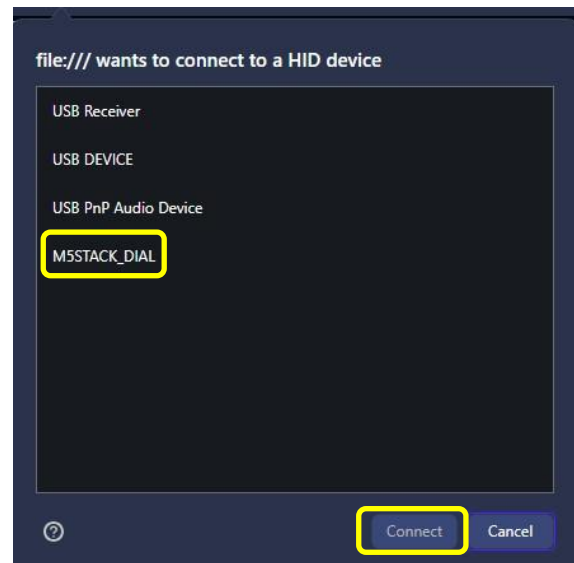 file:/// wants to connect to a HID device
USB Receiver
USB DEVICE
USB PnP Audio Device
M5STACK_DIAL
Connect Cancel